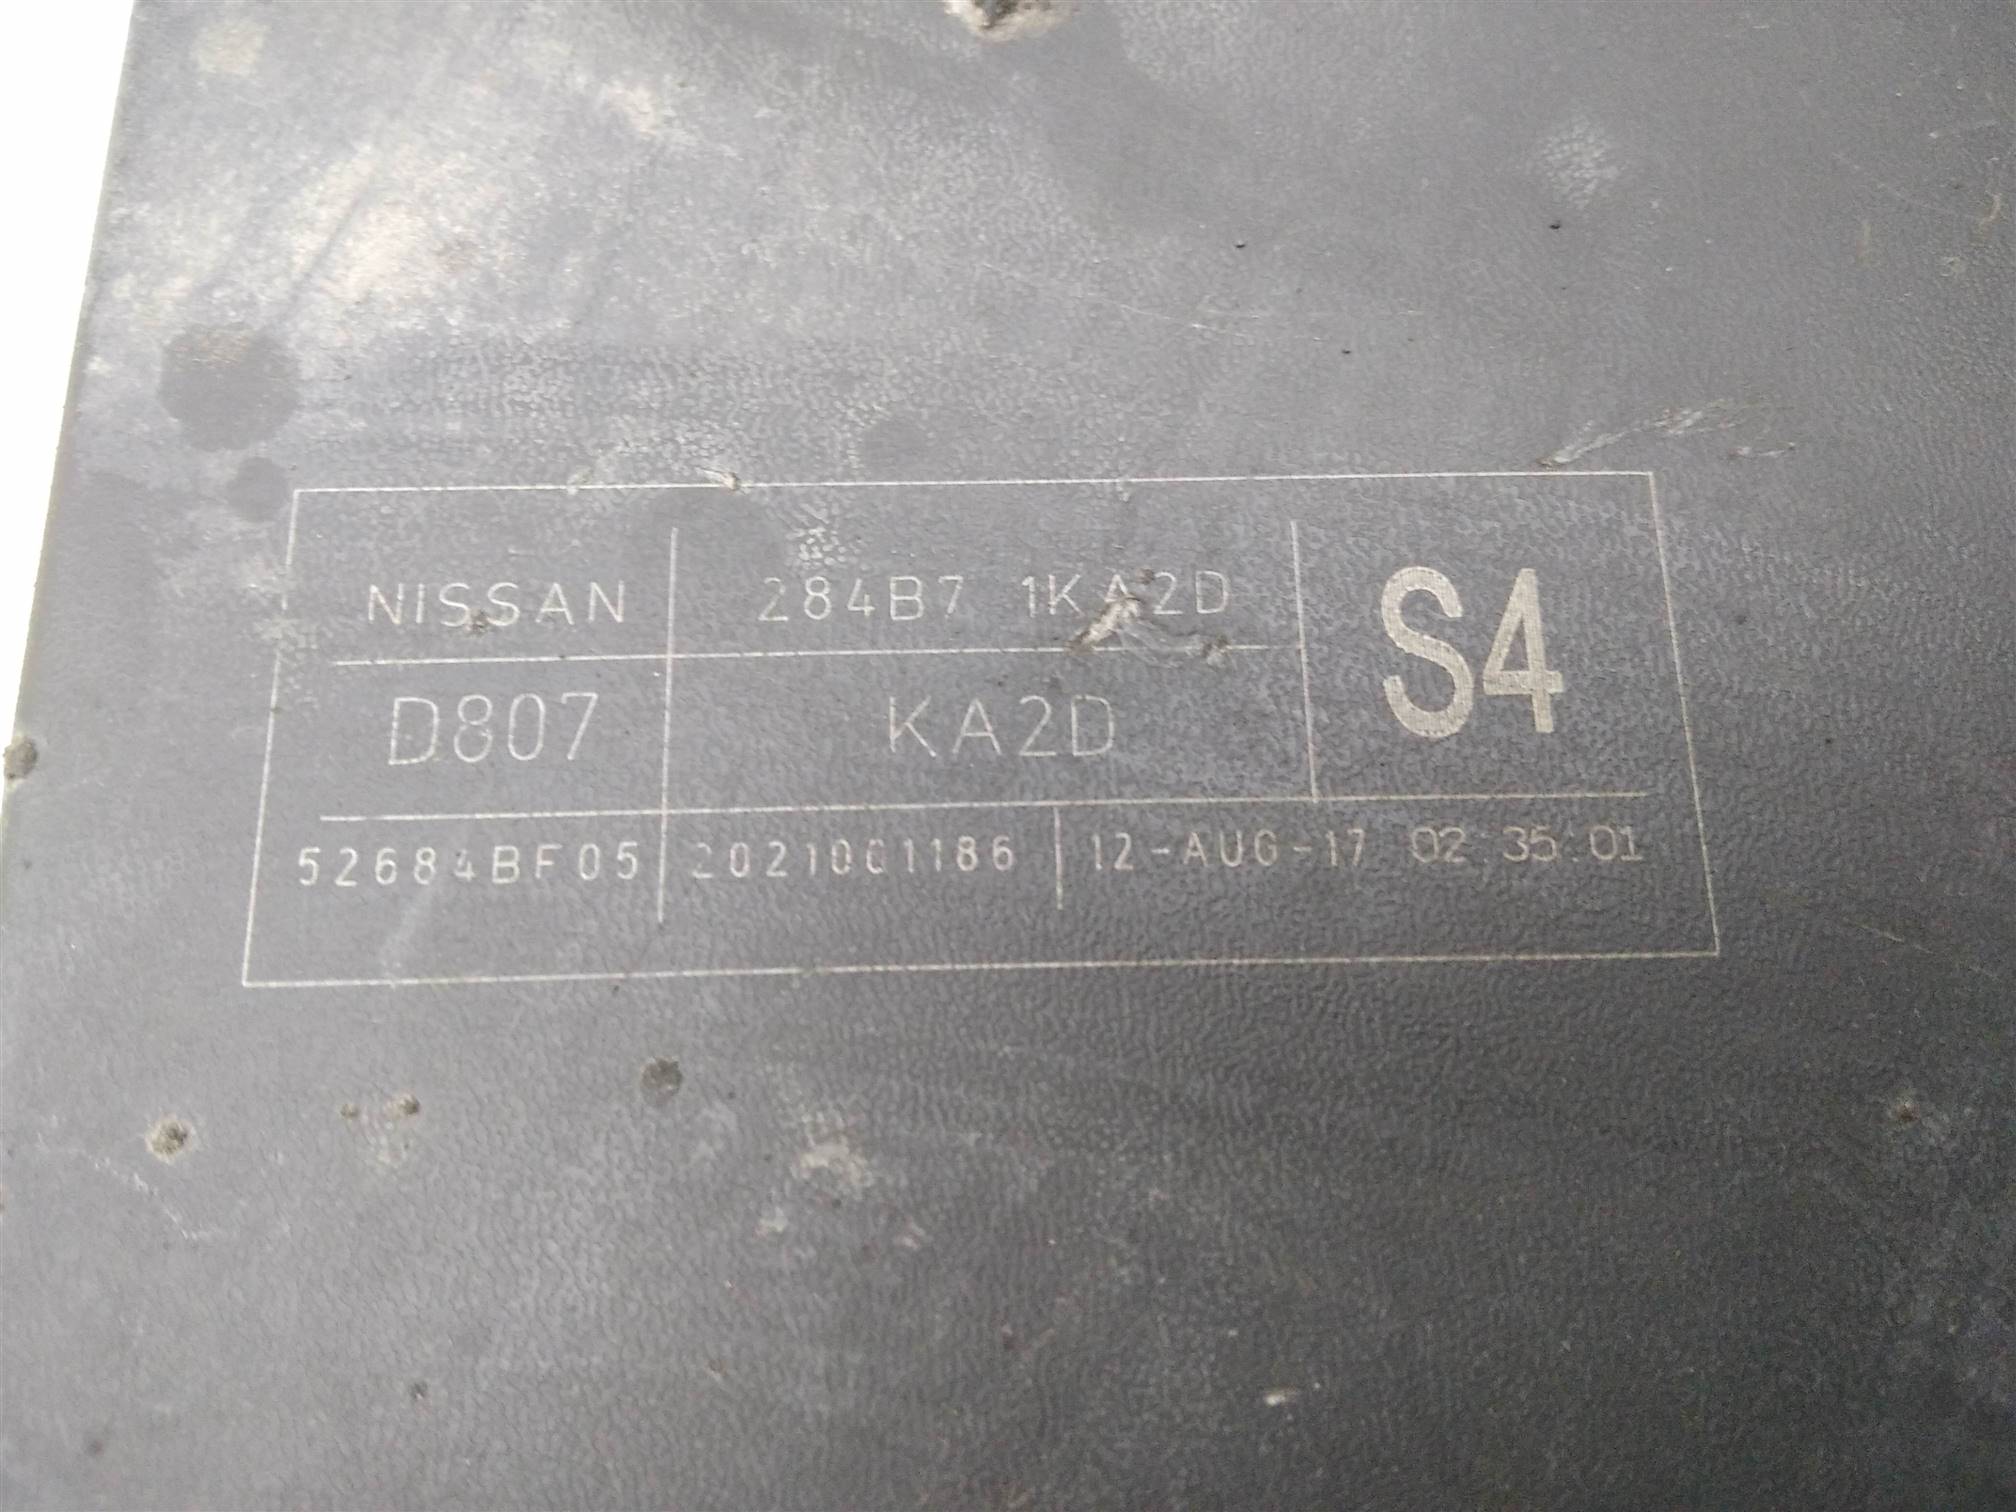 NISSAN 284B7 1KA2D S4
D807 KA2D
52684BF05 2021001186 12-AUG-17 02:35:01